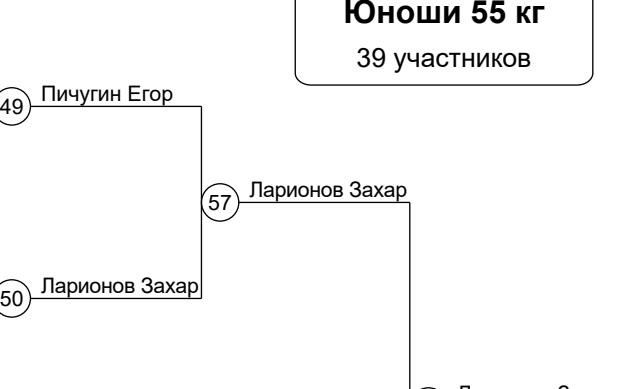 Юноши 55 кг
39 участников
49 Пичугин Егор
57 Ларионов Захар
50 Ларионов Захар